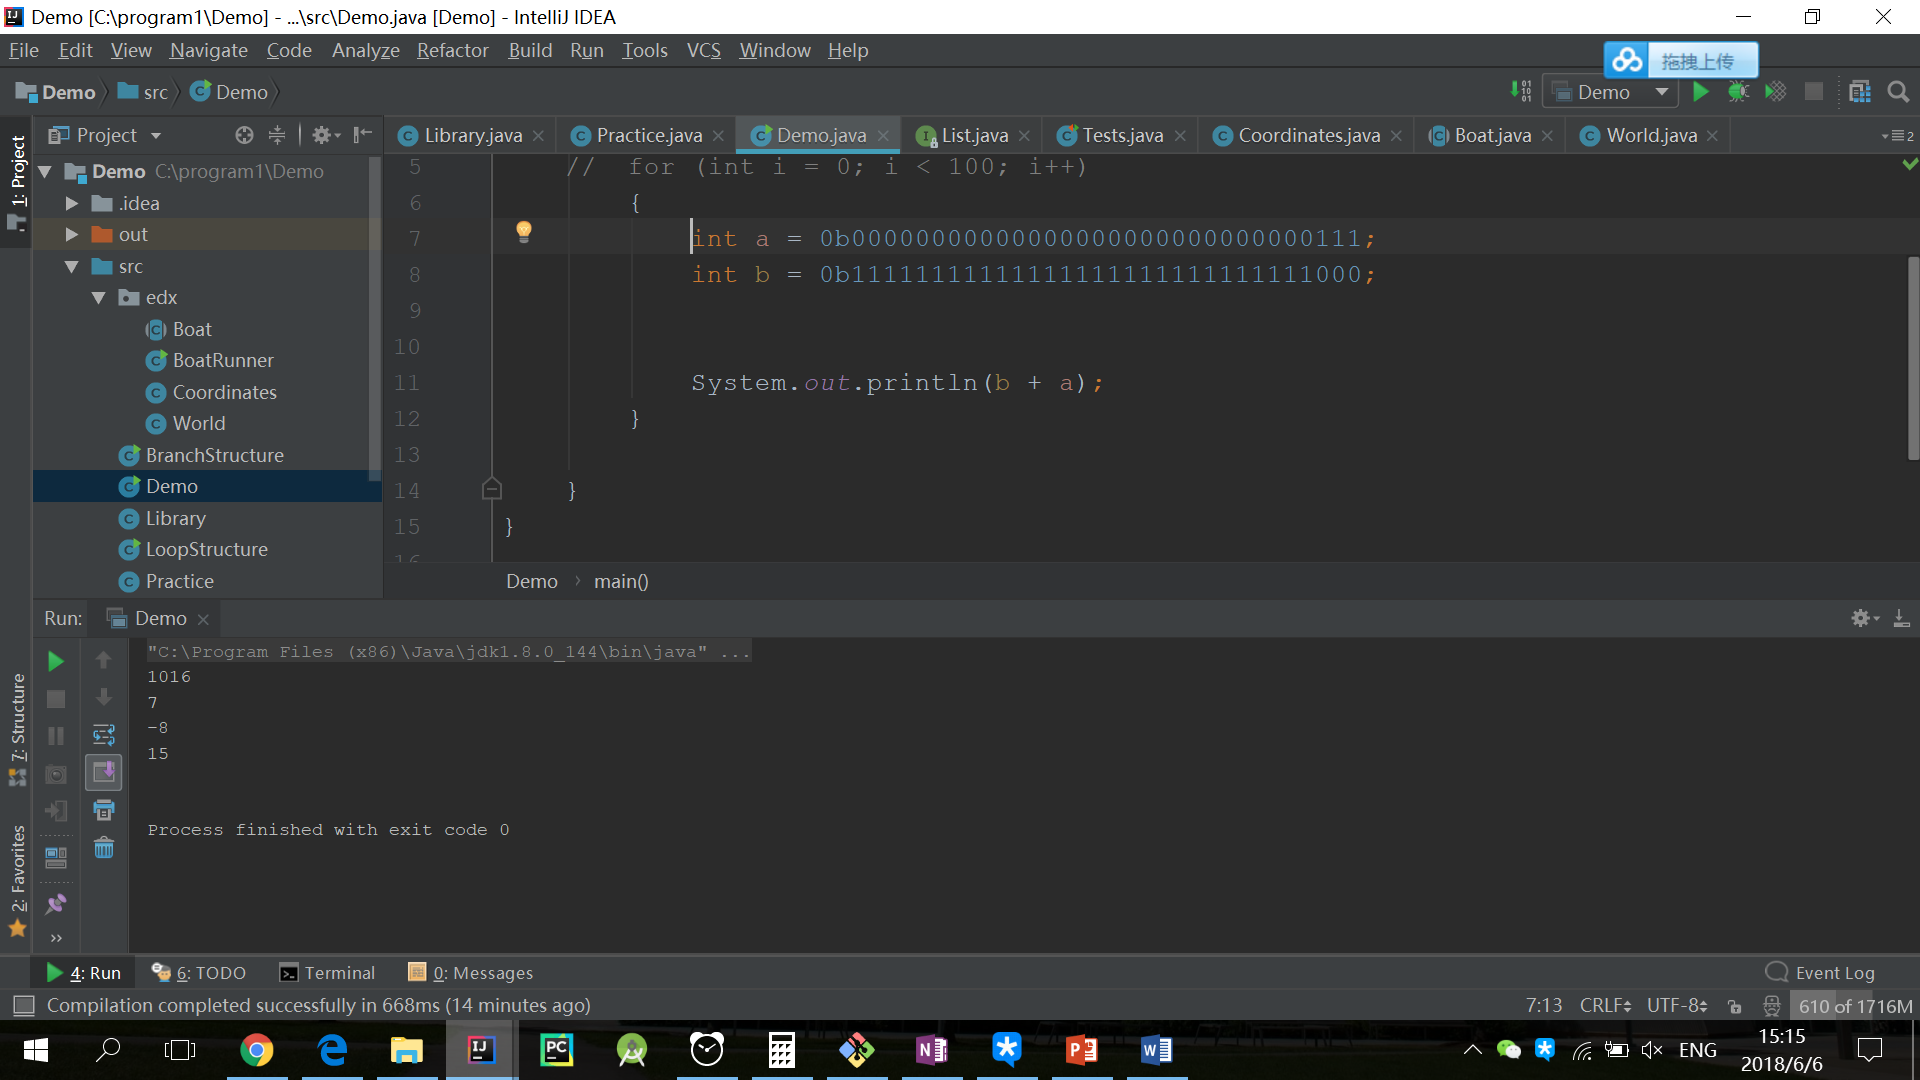 Demo [C:\program1\Demo] - ...\src\Demo.java [Demo] - IntelliJ IDEA
File Edit View Navigate Code Analyze Refactor Build Run Tools VCS Window Help
拖拽上传
Demo src Demo
Demo
Project
Library.java Practice.java Demo.java List.java Tests.java Coordinates.java Boat.java World.java 2
1: Project
Demo C:\program1\Demo
.idea
out
src
edx
Boat
BoatRunner
Coordinates
World
BranchStructure
Demo
Library
LoopStructure
Practice
5 // for (int i = 0; i < 100; i++)
6 {
7 int a = 0b00000000000000000000000000000111;
8 int b = 0b11111111111111111111111111111000;
9
10
11 System.out.println(b + a);
12 }
13
14 }
15 }
16
Demo main()
Run: Demo
"C:\Program Files (x86)\Java\jdk1.8.0_144\bin\java" ...
1016
7
-8
15
Process finished with exit code 0
7: Structure
2: Favorites
4: Run 6: TODO Terminal 0: Messages Event Log
Compilation completed successfully in 668ms (14 minutes ago) 7:13 CRLF UTF-8 610 of 1716M
ENG
15:15
2018/6/6